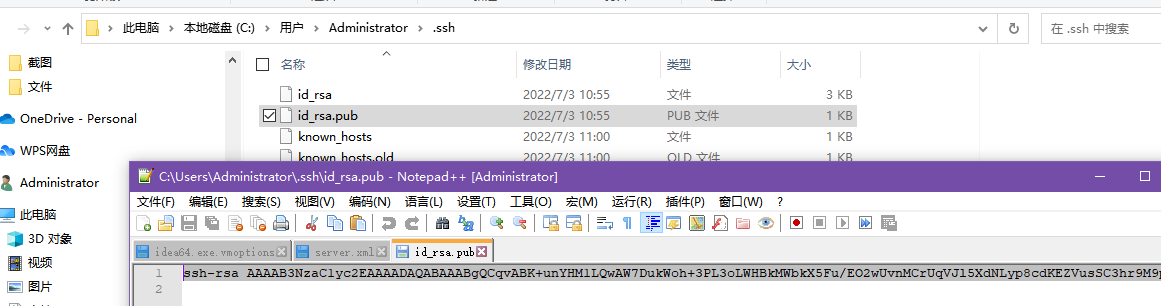 此电脑 › 本地磁盘 (C:) › 用户 › Administrator › .ssh
在 .ssh 中搜索
截图
文件
OneDrive - Personal
WPS网盘
Administrator
此电脑
3D 对象
视频
图片
名称 修改日期 类型 大小
id_rsa 2022/7/3 10:55 文件 3 KB
id_rsa.pub 2022/7/3 10:55 PUB 文件 1 KB
known_hosts 2022/7/3 11:00 文件 1 KB
known_hosts.old 2022/7/3 11:00 OLD 文件 1 KB
C:\Users\Administrator\.ssh\id_rsa.pub - Notepad++ [Administrator]
文件(F) 编辑(E) 搜索(S) 视图(V) 编码(N) 语言(L) 设置(T) 工具(O) 宏(M) 运行(R) 插件(P) 窗口(W) ?
idea64.exe.vmoptions server.xml id_rsa.pub
1 ssh-rsa AAAAB3NzaC1yc2EAAAADAQABAAABgQCqvABK+unYHM1LQwAW7DukWoh+3PL3oLWHBkMWbkX5Fu/EO2wUvnMCrUqVJl5XdNLyp8cdKEZVusSC3hr9M9p
2